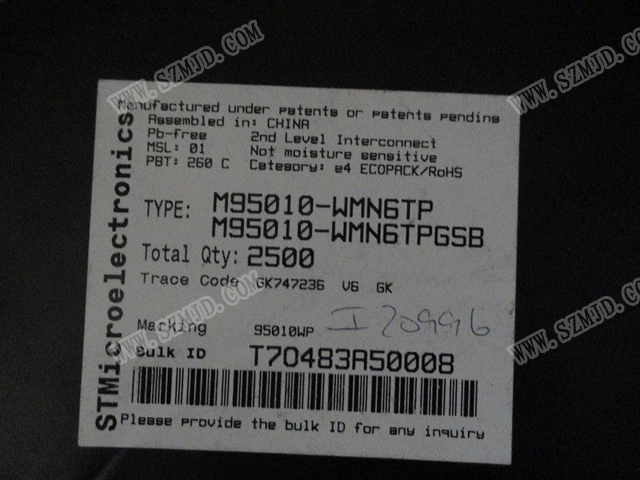 STMicroelectronics
Manufactured under patents or patents pending
Assembled in: CHINA
Pb-free 2nd Level Interconnect
MSL: 01 Not moisture sensitive
PBT: 260 C Category: e4 ECOPACK/RoHS
TYPE: M95010-WMN6TP
M95010-WMN6TPGSB
Total Qty: 2500
Trace Code GK747236 V6 GK
I20996
Marking 95010WP
Bulk ID T70483A50008
Please provide the bulk ID for any inquiry
WWW.SZMJD.COM
WWW.SZMJD.COM
WWW.SZMJD.COM
WWW.SZMJD.COM